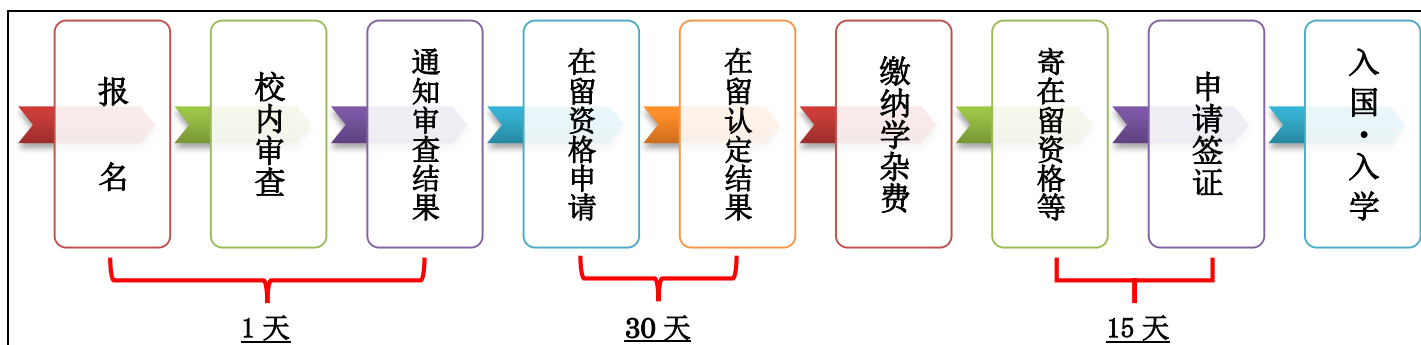 报名
校内审查
通知审查结果
在留资格申请
在留认定结果
缴纳学杂费
寄在留资格等
申请签证
入国·入学
1 天
30 天
15 天